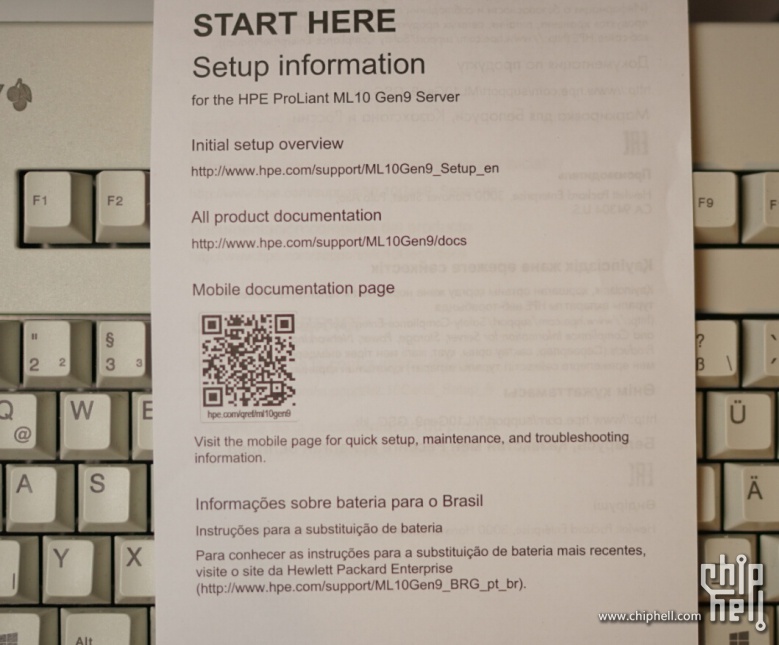 START HERE
Setup information
for the HPE ProLiant ML10 Gen9 Server
Initial setup overview
http://www.hpe.com/support/ML10Gen9_Setup_en
All product documentation
http://www.hpe.com/support/ML10Gen9/docs
Mobile documentation page
hpe.com/qref/ml10gen9
Visit the mobile page for quick setup, maintenance, and troubleshooting
information.
Informações sobre bateria para o Brasil
Instruções para a substituição de bateria
Para conhecer as instruções para a substituição de bateria mais recentes,
visite o site da Hewlett Packard Enterprise
(http://www.hpe.com/support/ML10Gen9_BRG_pt_br).
F1 F2 F9 F
" 2 2 § 3 3 ? ß \
Q @ W E Ü
A S Ä
Y X
Alt
www.chiphell.com
chip
hell